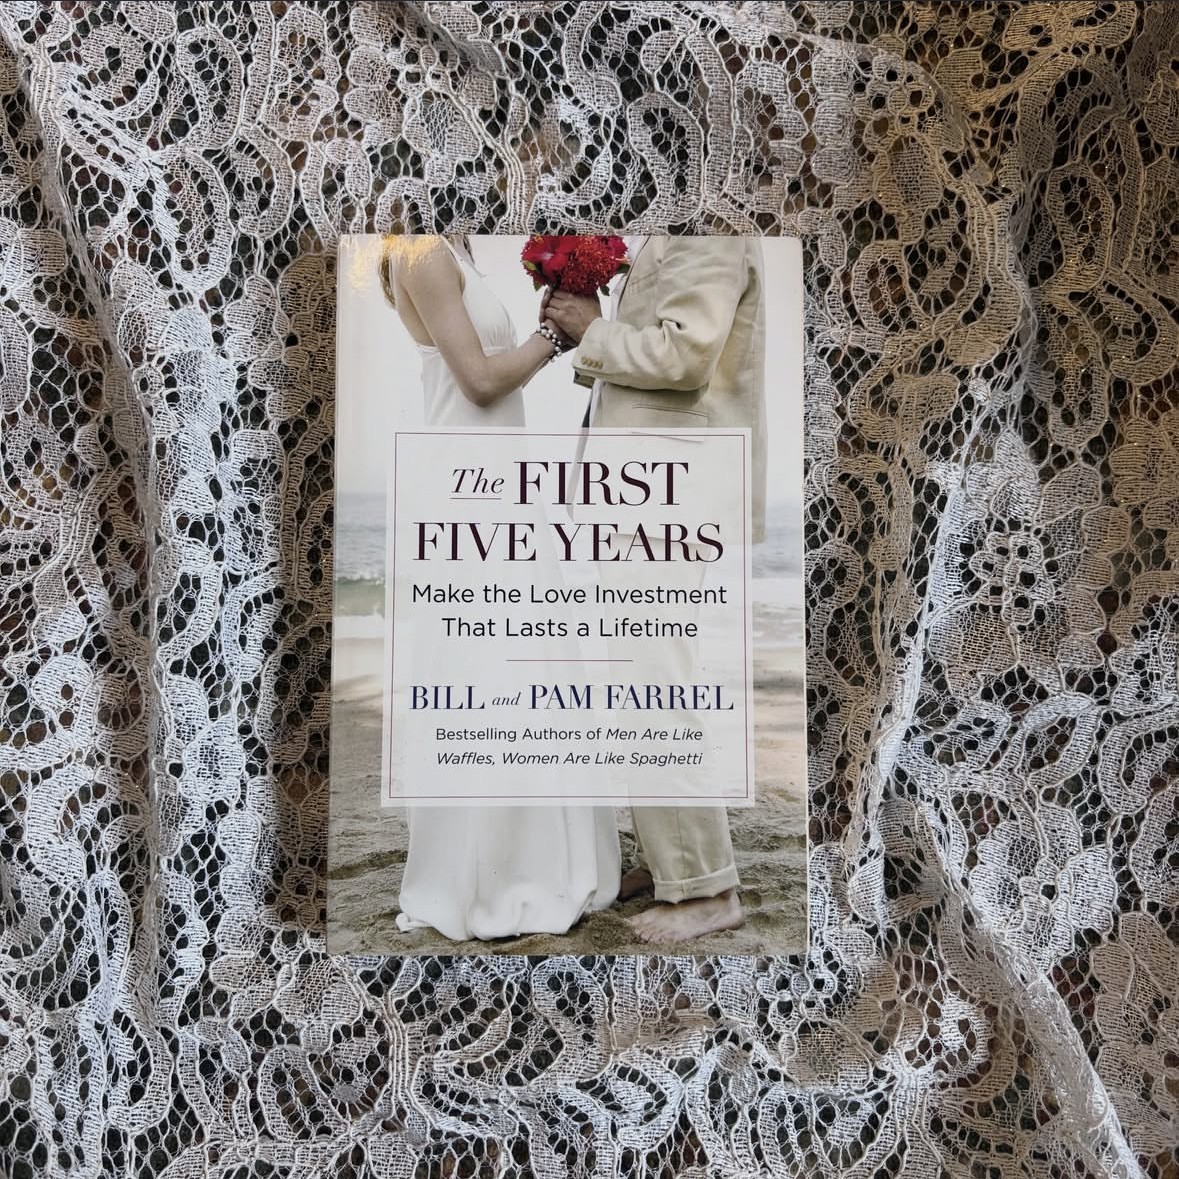 The FIRST
FIVE YEARS
Make the Love Investment
That Lasts a Lifetime
BILL and PAM FARREL
Bestselling Authors of Men Are Like
Waffles, Women Are Like Spaghetti